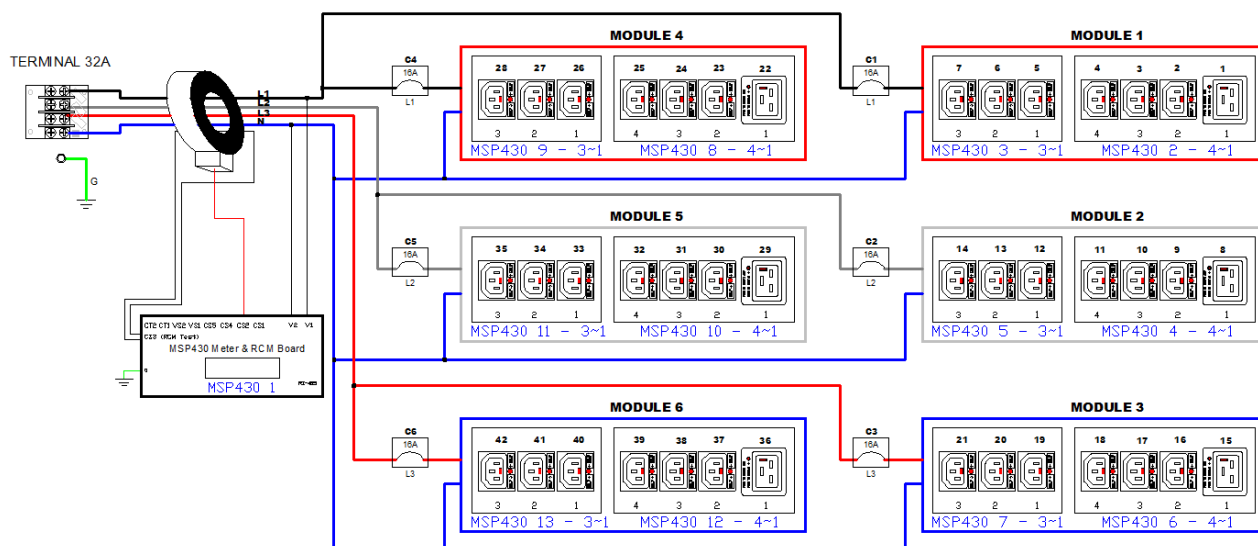 TERMINAL 32A
L1
L2
L3
N
G
C4
16A
L1
MODULE 4
28 27 26 25 24 23 22
3 2 1 4 3 2 1
MSP430 9 - 3~1 MSP430 8 - 4~1
C1
16A
L1
MODULE 1
7 6 5 4 3 2 1
3 2 1 4 3 2 1
MSP430 3 - 3~1 MSP430 2 - 4~1
C5
16A
L2
MODULE 5
35 34 33 32 31 30 29
3 2 1 4 3 2 1
MSP430 11 - 3~1 MSP430 10 - 4~1
C2
16A
L2
MODULE 2
14 13 12 11 10 9 8
3 2 1 4 3 2 1
MSP430 5 - 3~1 MSP430 4 - 4~1
CT2 CT1 VS2 VS1 CS5 CS4 CS2 CS1 V2 V1
(RCM Test)
MSP430 Meter & RCM Board
MSP430 1
C6
16A
L3
MODULE 6
42 41 40 39 38 37 36
3 2 1 4 3 2 1
MSP430 13 - 3~1 MSP430 12 - 4~1
C3
16A
L3
MODULE 3
21 20 19 18 17 16 15
3 2 1 4 3 2 1
MSP430 7 - 3~1 MSP430 6 - 4~1